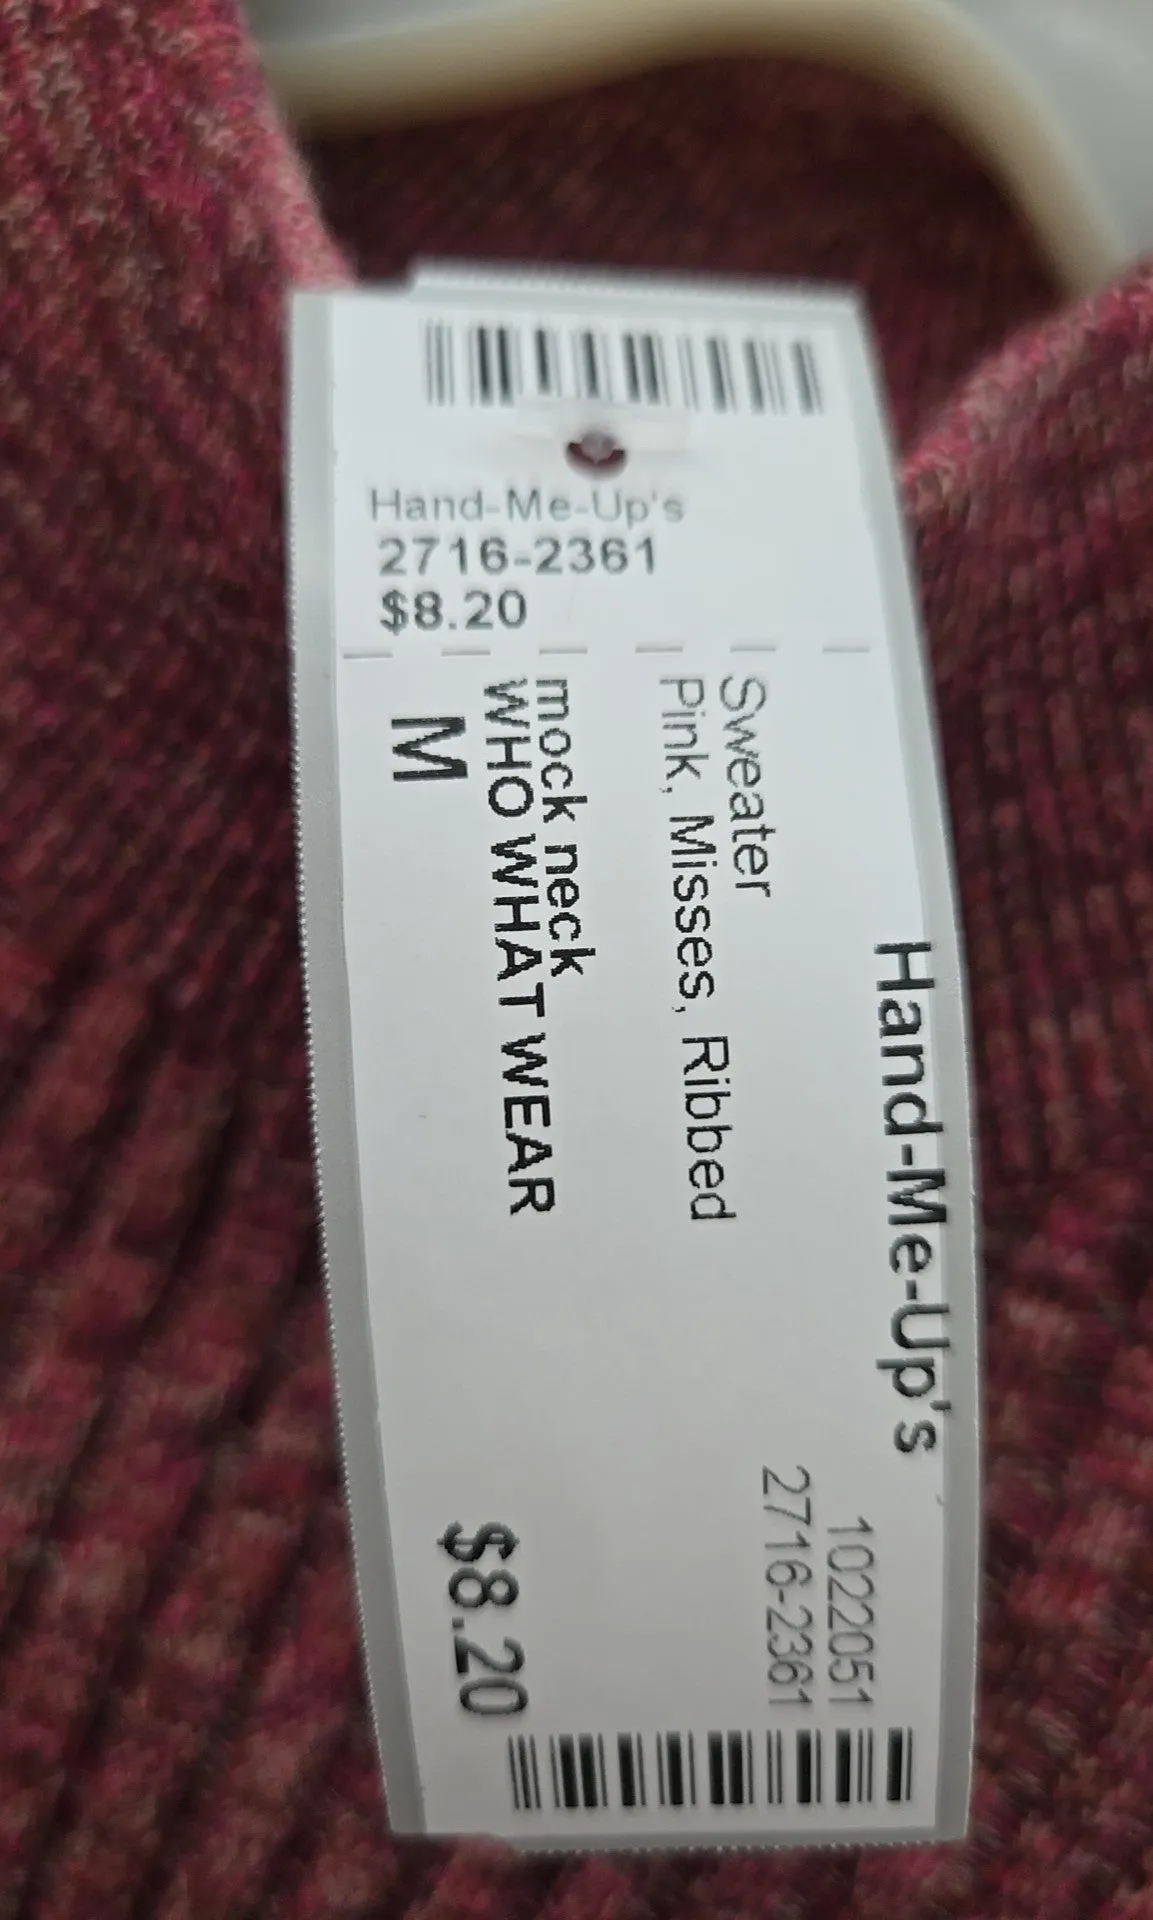 Hand-Me-Up's
2716-2361
$8.20
Hand-Me-Up's
1022051
2716-2361
Sweater
Pink, Misses, Ribbed
mock neck
WHO WHAT WEAR
M
$8.20